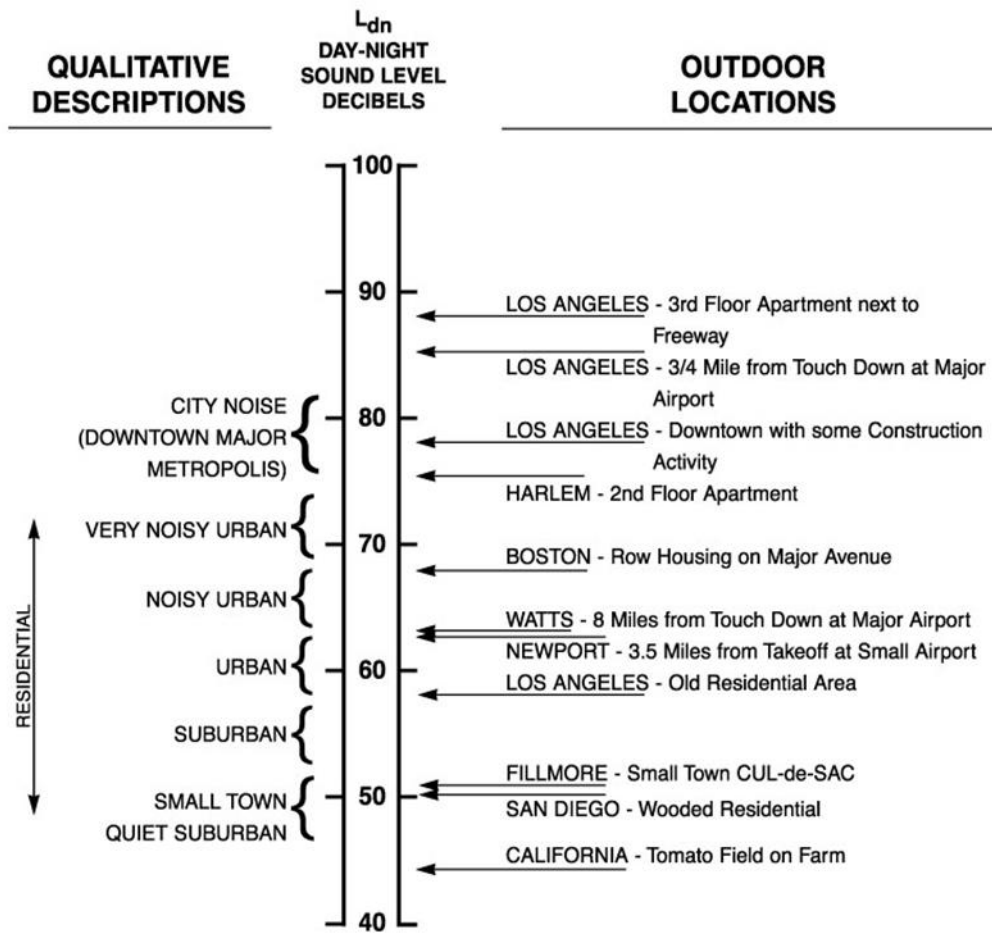 L_dn
DAY-NIGHT
SOUND LEVEL
DECIBELS
QUALITATIVE
DESCRIPTIONS
OUTDOOR
LOCATIONS
100
90
LOS ANGELES - 3rd Floor Apartment next to
Freeway
LOS ANGELES - 3/4 Mile from Touch Down at Major
Airport
CITY NOISE
(DOWNTOWN MAJOR
METROPOLIS)
80
LOS ANGELES - Downtown with some Construction
Activity
HARLEM - 2nd Floor Apartment
VERY NOISY URBAN
70
BOSTON - Row Housing on Major Avenue
NOISY URBAN
WATTS - 8 Miles from Touch Down at Major Airport
NEWPORT - 3.5 Miles from Takeoff at Small Airport
URBAN
60
LOS ANGELES - Old Residential Area
RESIDENTIAL
SUBURBAN
FILLMORE - Small Town CUL-de-SAC
50
SAN DIEGO - Wooded Residential
SMALL TOWN
QUIET SUBURBAN
CALIFORNIA - Tomato Field on Farm
40